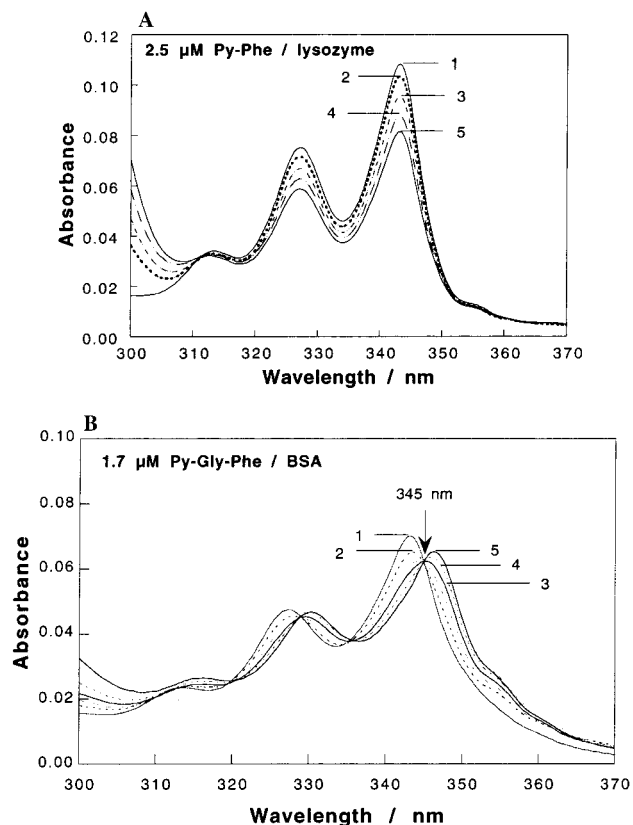 A
0.12
2.5 µM Py-Phe / lysozyme
1
2
3
4
5
0.10
0.08
0.06
0.04
0.02
0.00
Absorbance
300 310 320 330 340 350 360 370
Wavelength / nm
B
0.10
1.7 µM Py-Gly-Phe / BSA
345 nm
1
2
5
4
3
0.08
0.06
0.04
0.02
0.00
Absorbance
300 310 320 330 340 350 360 370
Wavelength / nm